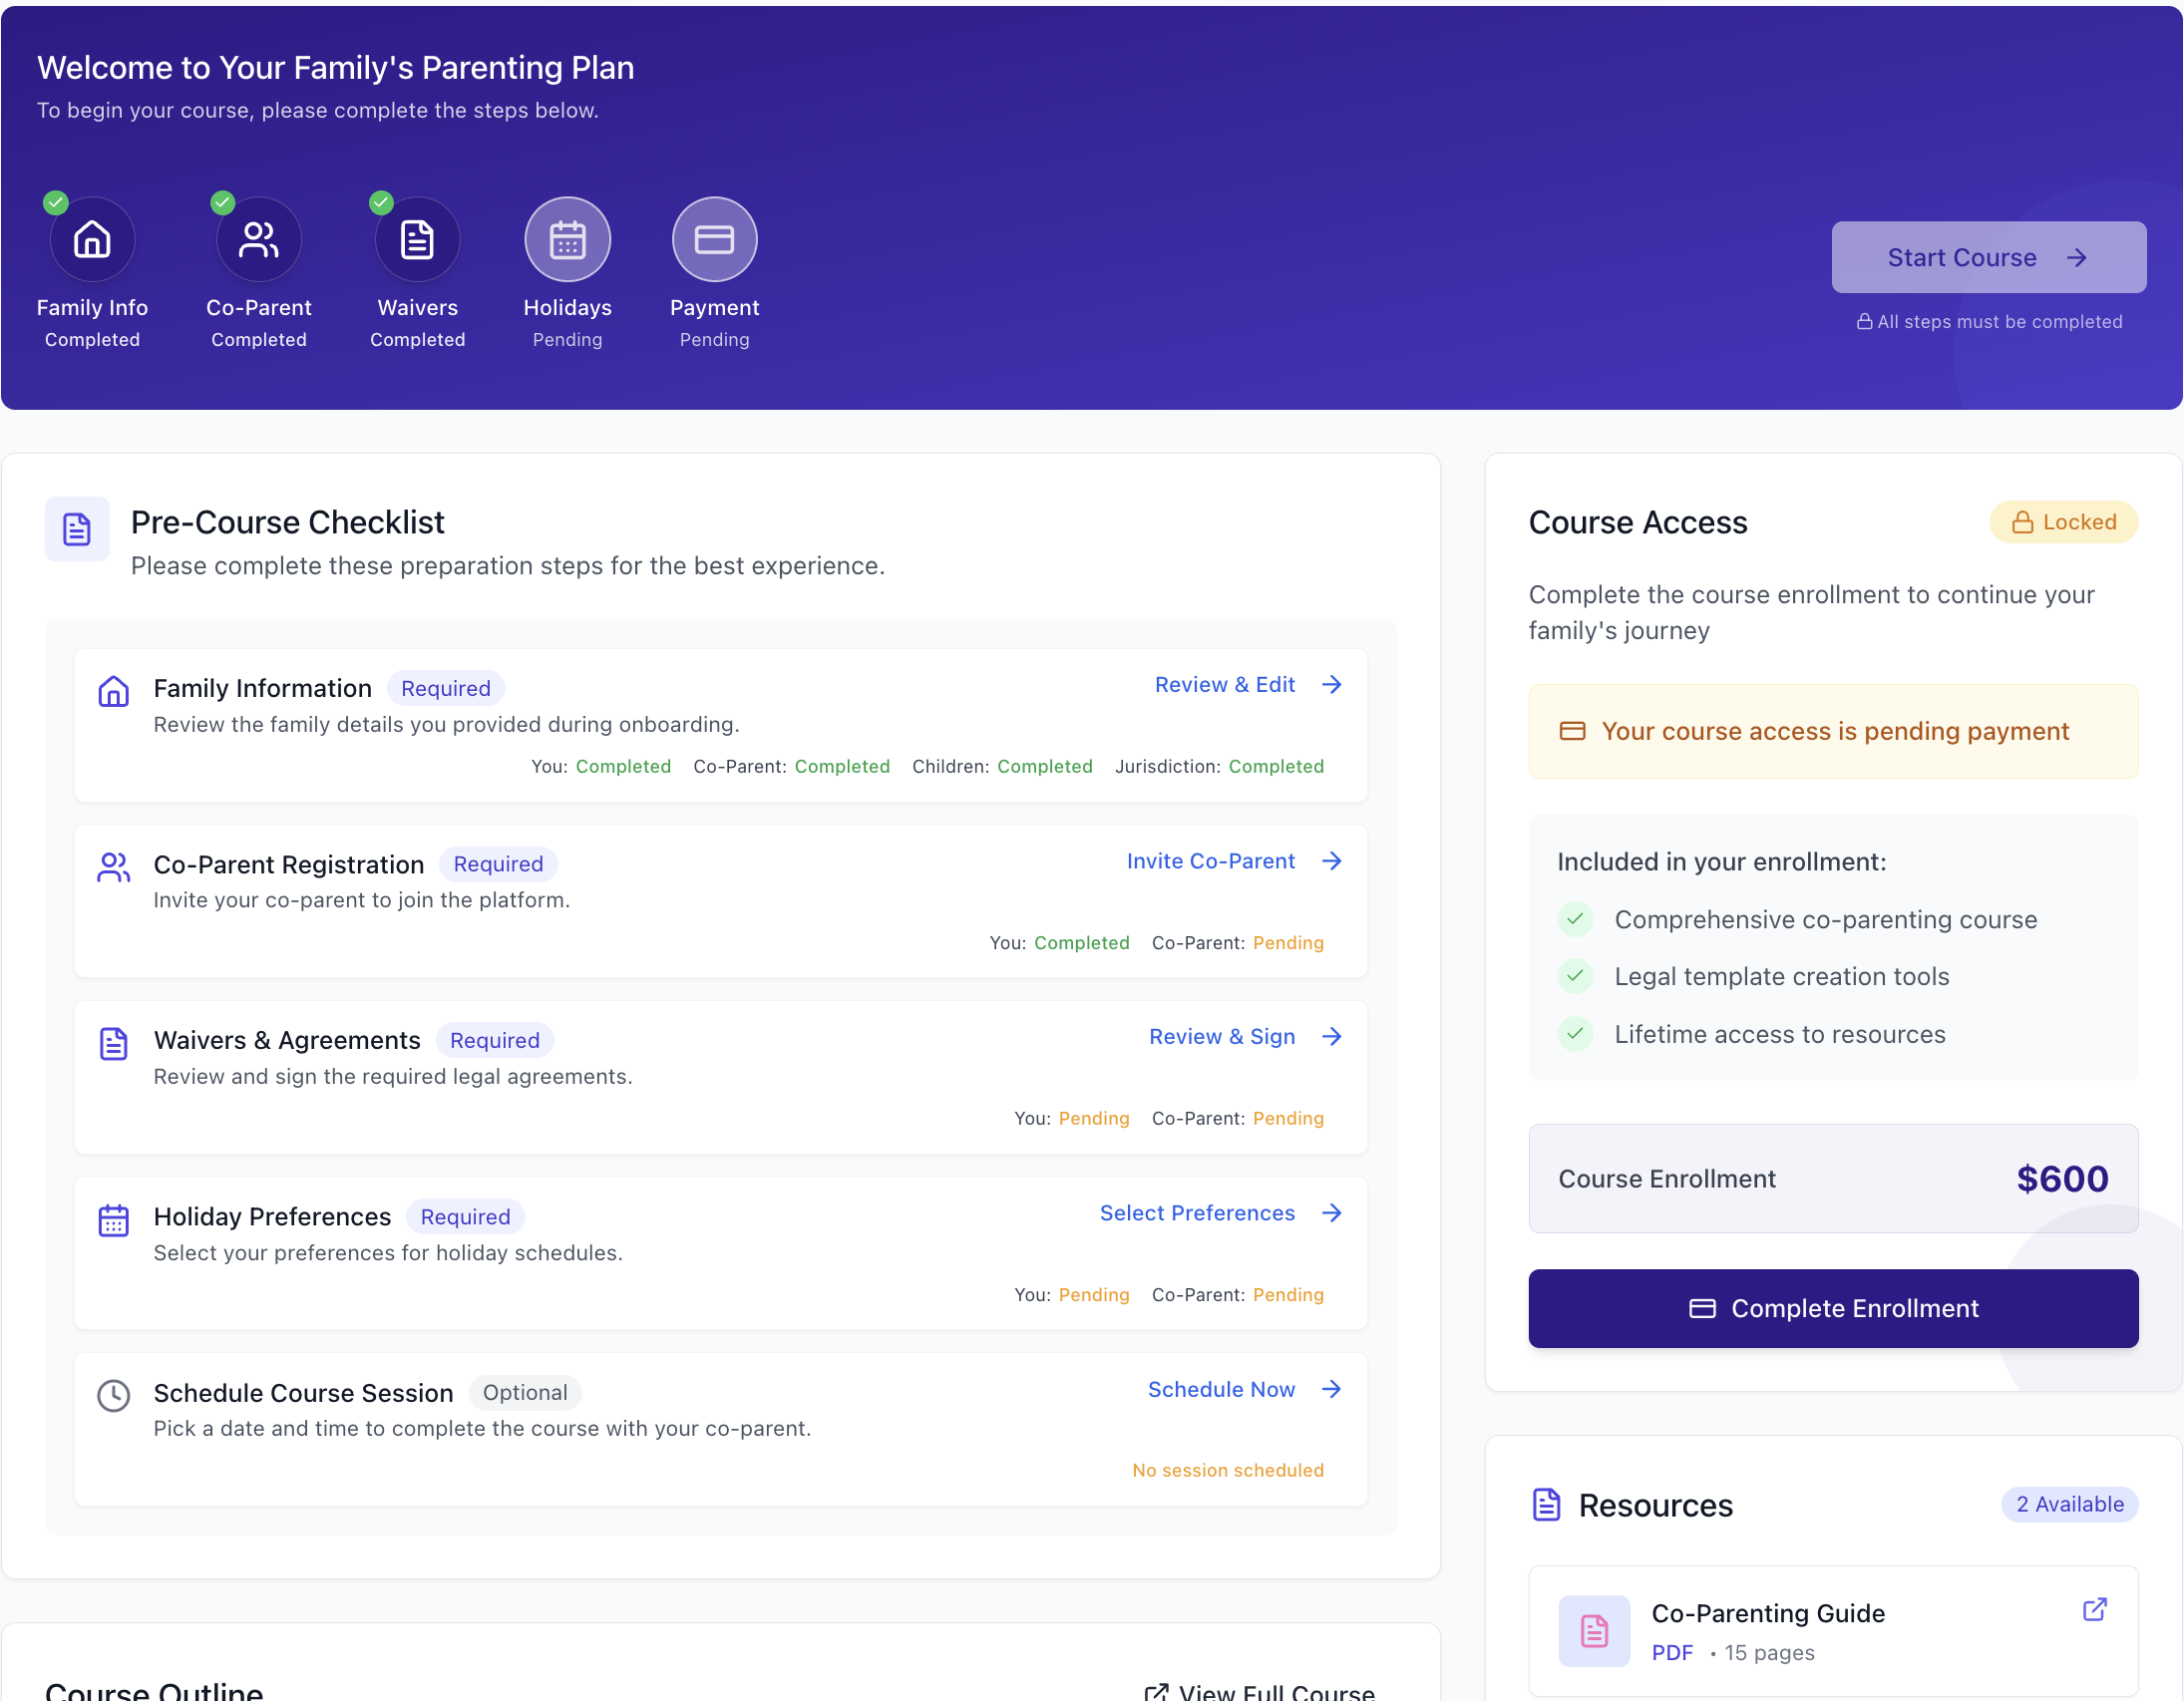 Welcome to Your Family's Parenting Plan
To begin your course, please complete the steps below.
Family Info
Completed
Co-Parent
Completed
Waivers
Completed
Holidays
Pending
Payment
Pending
Start Course
All steps must be completed
Pre-Course Checklist
Please complete these preparation steps for the best experience.
Family Information Required
Review & Edit
Review the family details you provided during onboarding.
You: Completed Co-Parent: Completed Children: Completed Jurisdiction: Completed
Co-Parent Registration Required
Invite Co-Parent
Invite your co-parent to join the platform.
You: Completed Co-Parent: Pending
Waivers & Agreements Required
Review & Sign
Review and sign the required legal agreements.
You: Pending Co-Parent: Pending
Holiday Preferences Required
Select Preferences
Select your preferences for holiday schedules.
You: Pending Co-Parent: Pending
Schedule Course Session Optional
Schedule Now
Pick a date and time to complete the course with your co-parent.
No session scheduled
Course Outline
View Full Course
Course Access
Locked
Complete the course enrollment to continue your
family's journey
Your course access is pending payment
Included in your enrollment:
Comprehensive co-parenting course
Legal template creation tools
Lifetime access to resources
Course Enrollment $600
Complete Enrollment
Resources
2 Available
Co-Parenting Guide
PDF • 15 pages